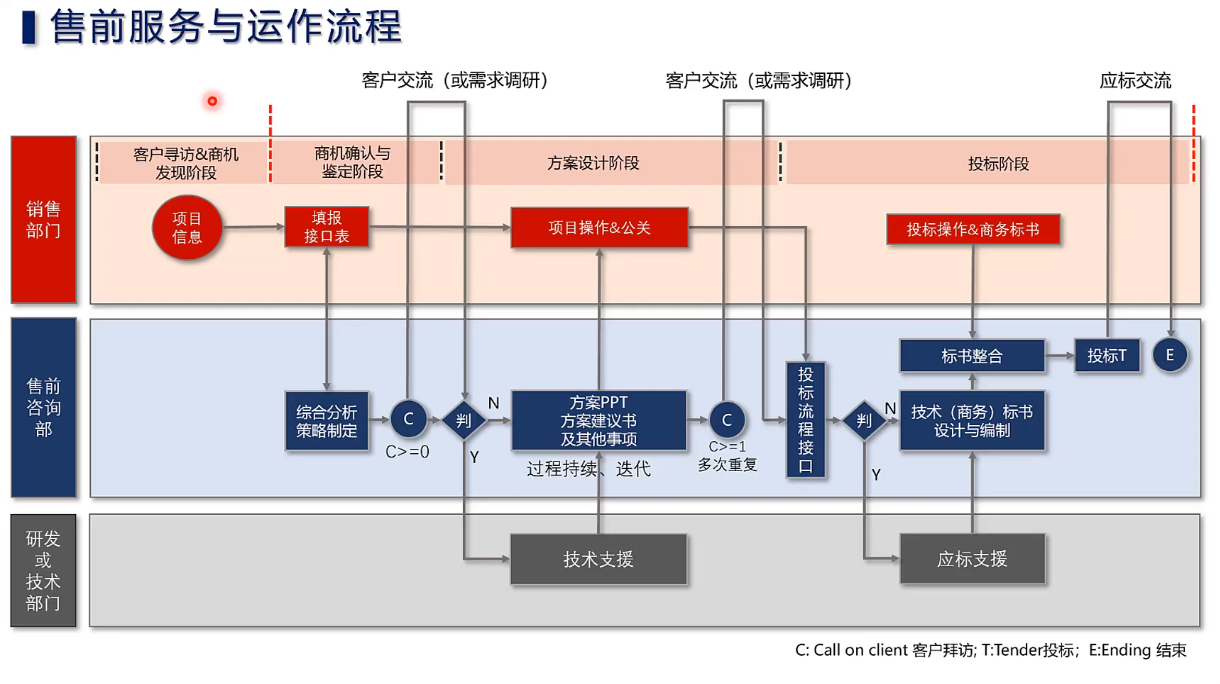 售前服务与运作流程
客户交流（或需求调研）
客户交流（或需求调研）
应标交流
客户寻访&商机
发现阶段
商机确认与
鉴定阶段
方案设计阶段
投标阶段
销售
部门
项目
信息
填报
接口表
项目操作&公关
投标操作&商务标书
售前
咨询
部
综合分析
策略制定
C
C>=0
判
N
Y
方案PPT
方案建议书
及其他事项
过程持续、迭代
C
C>=1
多次重复
投
标
流
程
接
口
判
N
Y
标书整合
技术（商务）标书
设计与编制
投标T
E
研发
或
技术
部门
技术支援
应标支援
C: Call on client 客户拜访; T:Tender投标；E:Ending 结束